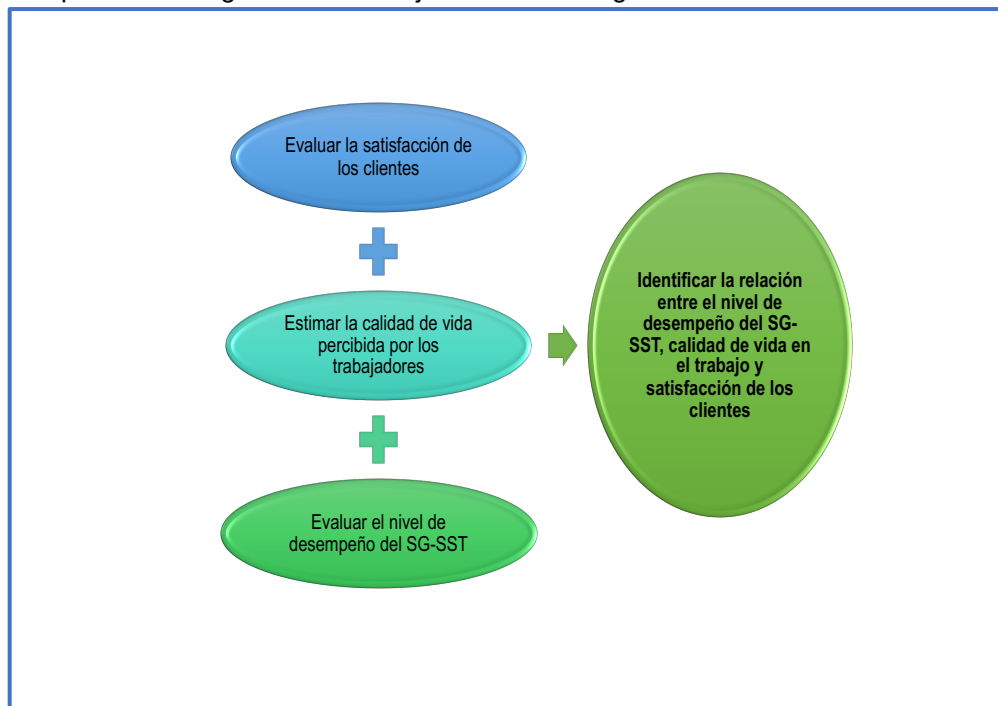 Evaluar la satisfacción de
los clientes
Estimar la calidad de vida
percibida por los
trabajadores
Evaluar el nivel de
desempeño del SG-SST
Identificar la relación
entre el nivel de
desempeño del SG-
SST, calidad de vida en
el trabajo y
satisfacción de los
clientes